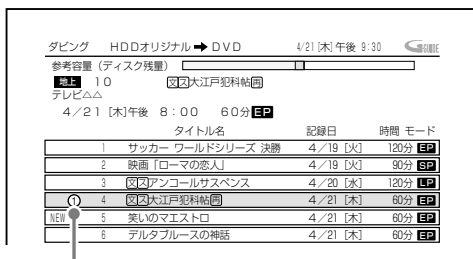 ダビング HDDオリジナル ➡ DVD 4/21[木]午後 9:30 GGUIDE
参考容量(ディスク残量)
地上 10 文ス大江戸犯科帖再
テレビ△△
4/21 [木]午後 8:00 60分 EP
タイトル名 記録日 時間 モード
1 サッカー ワールドシリーズ 決勝 4/19 [火] 120分 EP
2 映画「ローマの恋人」 4/19 [火] 90分 SP
3 文スアンコールサスペンス 4/20 [水] 120分 LP
① 4 文ス大江戸犯科帖再 4/21 [木] 60分 EP
NEW 5 笑いのマエストロ 4/21 [木] 60分 EP
6 デルタブルースの神話 4/21 [木] 60分 EP